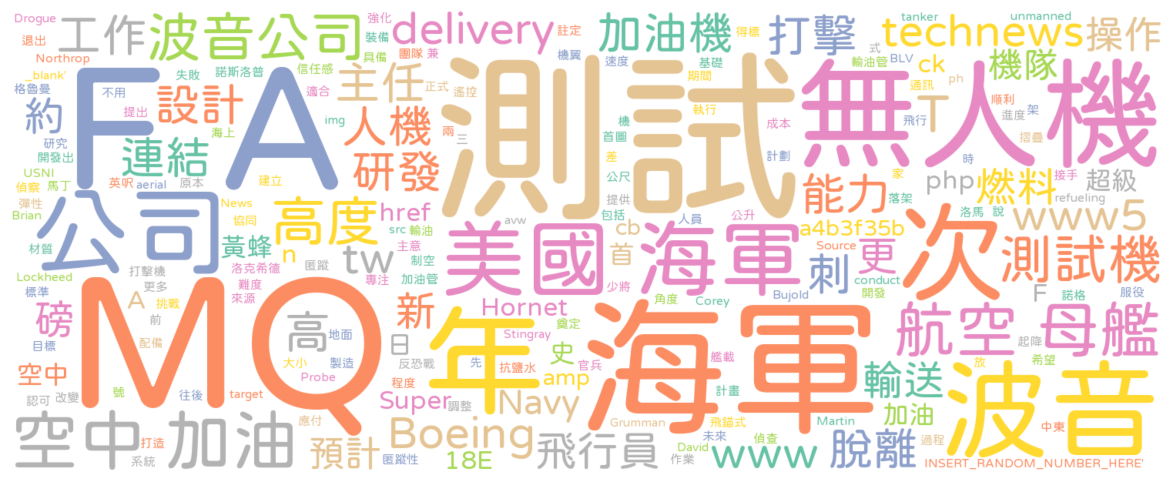 Drogue 強化 註定 tanker unmanned
退出 工作 波音公司 裝備 delivery 加油機 得標 打擊 technews 操作
Northrop 團隊 兼 具備 機翼 速度 基礎 式 輸油管 BLV
_blank' 失敗 諾斯洛普 信任感 期間 通訊 ck 機隊
格魯曼 不用 FA 設計 適合 主任 正式 遙控 測試 執行 無人機 ph 順利
約 提出 海上 img 人機 兩 機 成本 飛行 T 進度 架
研究 三 首圖 摺疊
開發出 連結 研發 差 計劃 時
USNI 馬丁 公尺 家 接手
偵察 英呎 aerial 原本 能力 落架 php 燃料 超級
彈性 建立 提供 refueling
Brian 公司 News 高度 href 包括 人員 公升 a4b3f35b 洛馬 說 www5
協同 src 輸油 avw cb
材質 黃蜂 n 主意 制空 美國 海軍 首 主 Source 更 次 測試機
Lockheed 打擊機 洛克希德 匿蹤 tw 加油管 刺 conduct
標準 更多 難度 專注 少將 角度 Corey Bujold 開發 F 諾格 服役
A 挑戰 來源 Hornet 奠定
磅 MQ 前 高 地面 新 年 Stingray 海軍 航空 母艦
目標 配備 日 反恐戰 史 官兵 艦載 起降
空中 大小 製造 先 抗鹽水 放 希望
認可 改變 號 往後 target Probe 程度 amp 計畫 輸送 波音
Super 調整 Navy Grumman Martin 加油
空中加油 打造 應付 Boeing 飛錨式 中東
系統 預計 匿蹤性 18E 飛行員 未來 David 偵查 作業 www 脫離 過程 INSERT_RANDOM_NUMBER_HERE'